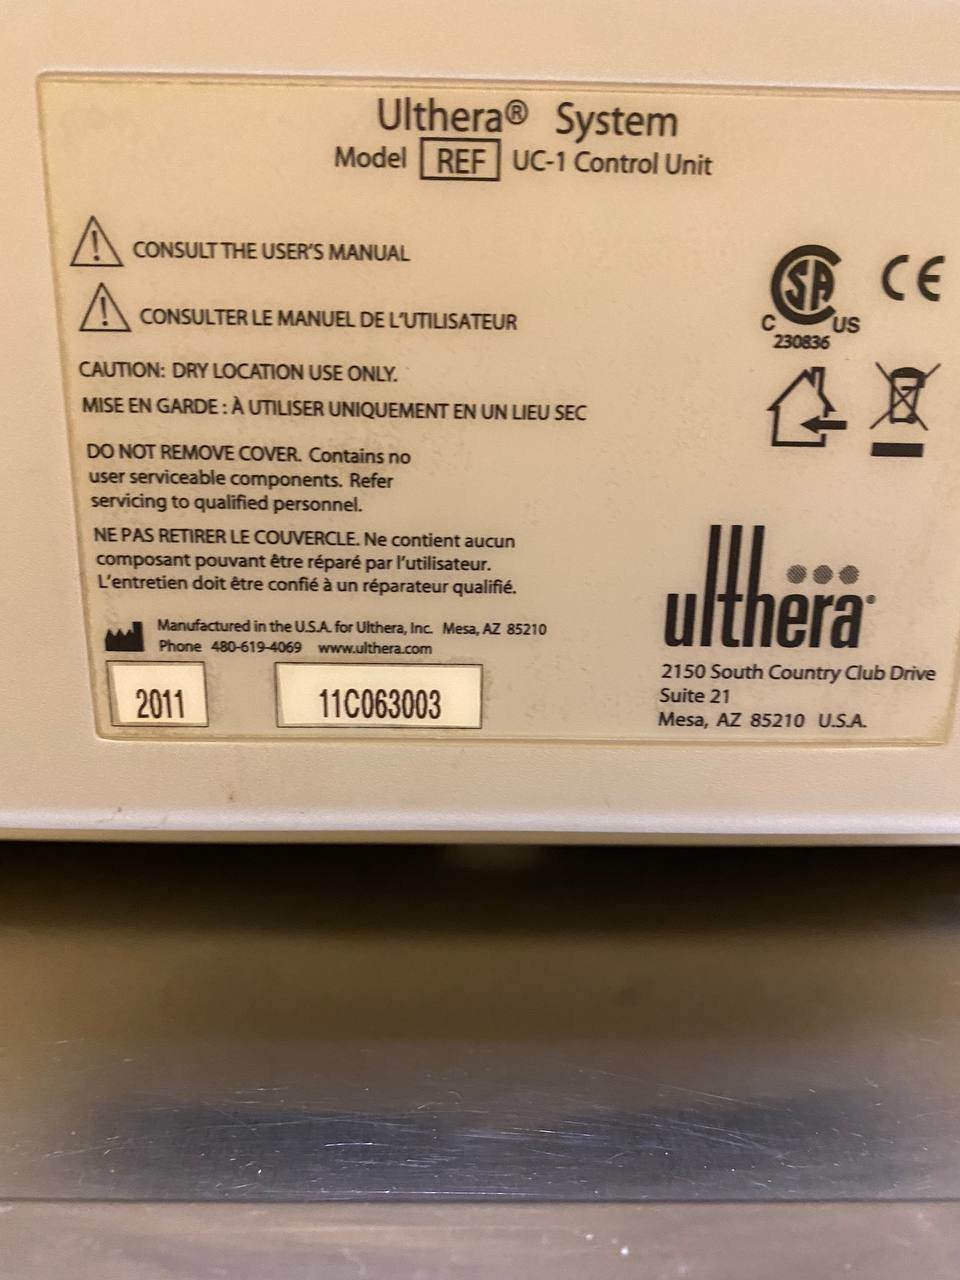 Ulthera® System
Model REF UC-1 Control Unit
CONSULT THE USER'S MANUAL
CONSULTER LE MANUEL DE L'UTILISATEUR
CAUTION: DRY LOCATION USE ONLY.
MISE EN GARDE : À UTILISER UNIQUEMENT EN UN LIEU SEC
DO NOT REMOVE COVER. Contains no
user serviceable components. Refer
servicing to qualified personnel.
NE PAS RETIRER LE COUVERCLE. Ne contient aucun
composant pouvant être réparé par l'utilisateur.
L'entretien doit être confié à un réparateur qualifié.
Manufactured in the U.S.A. for Ulthera, Inc. Mesa, AZ 85210
Phone 480-619-4069 www.ulthera.com
2011
11C063003
CSA
C US
230836
CE
ulthera®
2150 South Country Club Drive
Suite 21
Mesa, AZ 85210 U.S.A.